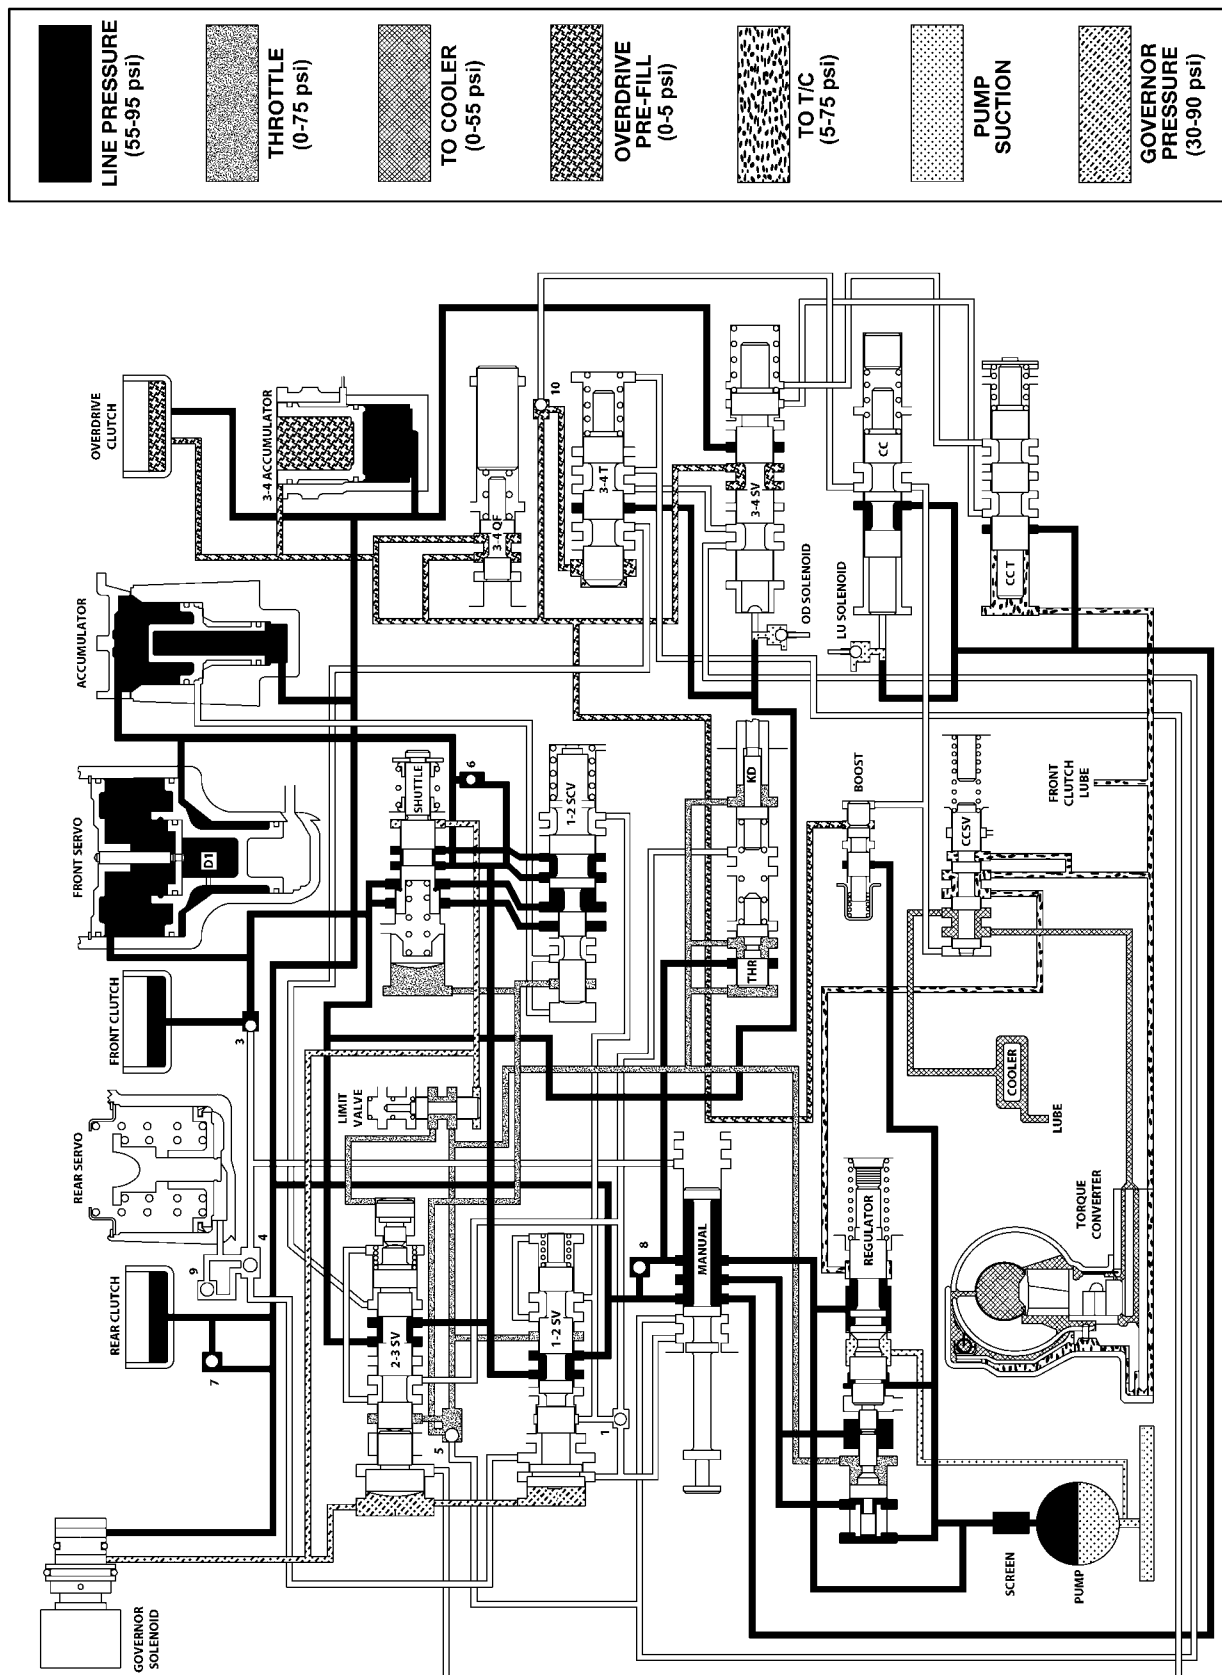 LINE PRESSURE
(55-95 psi)
THROTTLE
(0-75 psi)
TO COOLER
(0-55 psi)
OVERDRIVE
PRE-FILL
(0-5 psi)
TO T/C
(5-75 psi)
PUMP
SUCTION
GOVERNOR
PRESSURE
(30-90 psi)
GOVERNOR
SOLENOID
REAR CLUTCH
7
REAR SERVO
9
4
FRONT CLUTCH
3
FRONT SERVO
D1
ACCUMULATOR
3-4 ACCUMULATOR
OVERDRIVE
CLUTCH
2-3 SV
5
LIMIT
VALVE
SHUTTLE
6
1-2 SV
1
1-2 SCV
3-4 QF
10
3-4 T
8
MANUAL
THR
KD
3-4 SV
OD SOLENOID
LU SOLENOID
CC
REGULATOR
BOOST
CCSV
CC T
FRONT
CLUTCH
LUBE
COOLER
LUBE
TORQUE
CONVERTER
SCREEN
PUMP